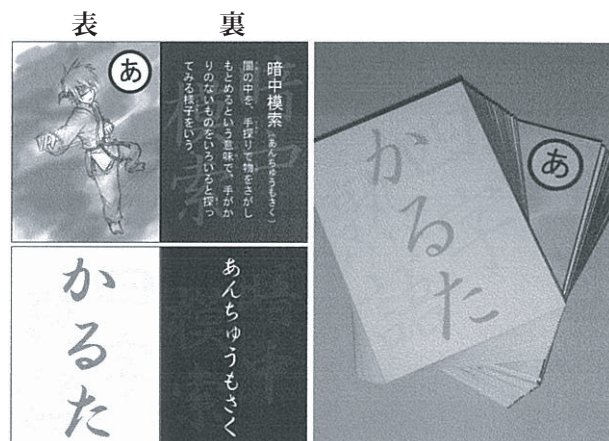 表
裏
あ
暗中模索（あんちゅうもさく）
闇の中を、手探りで物をさがし
もとめるという意味で、手がか
りのないものをいろいろと探っ
てみる様子をいう。
かるた
あんちゅうもさく
かるた
あ